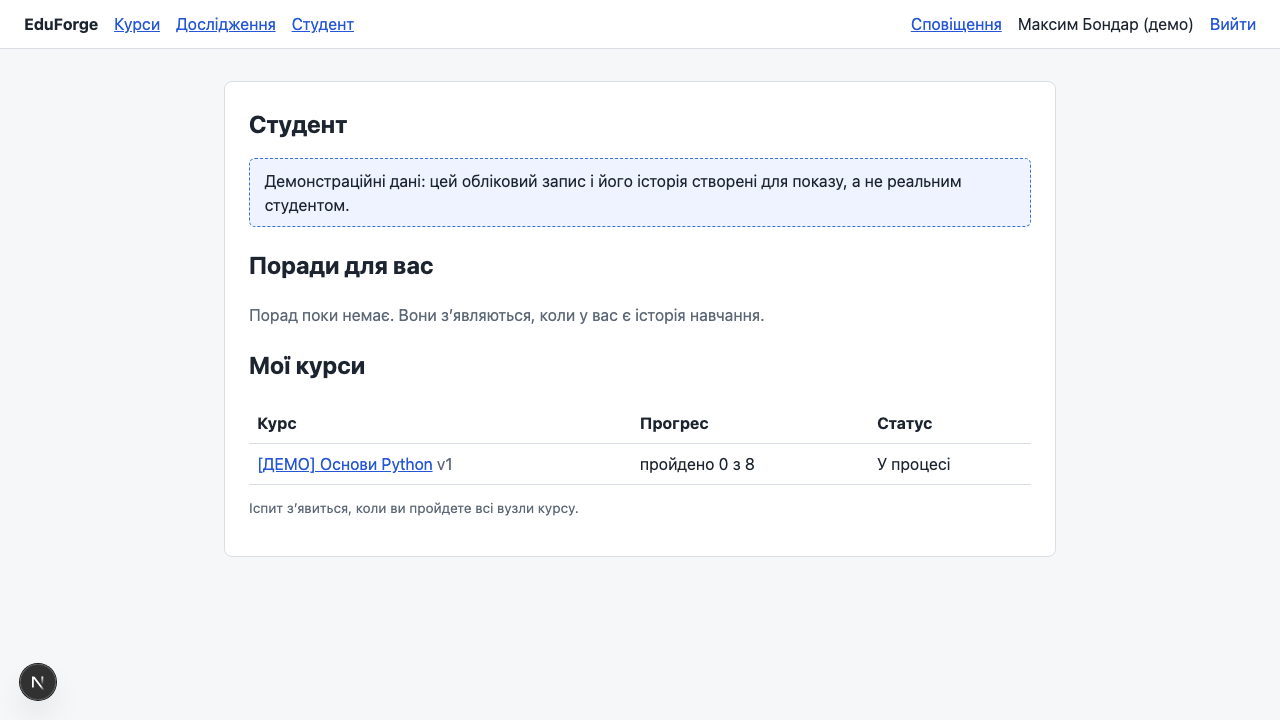 EduForge Курси Дослідження Студент Сповіщення Максим Бондар (демо) Вийти
Студент
Демонстраційні дані: цей обліковий запис і його історія створені для показу, а не реальним
студентом.
Поради для вас
Порад поки немає. Вони зʼявляються, коли у вас є історія навчання.
Мої курси
Курс Прогрес Статус
[ДЕМО] Основи Python v1 пройдено 0 з 8 У процесі
Іспит зʼявиться, коли ви пройдете всі вузли курсу.
N